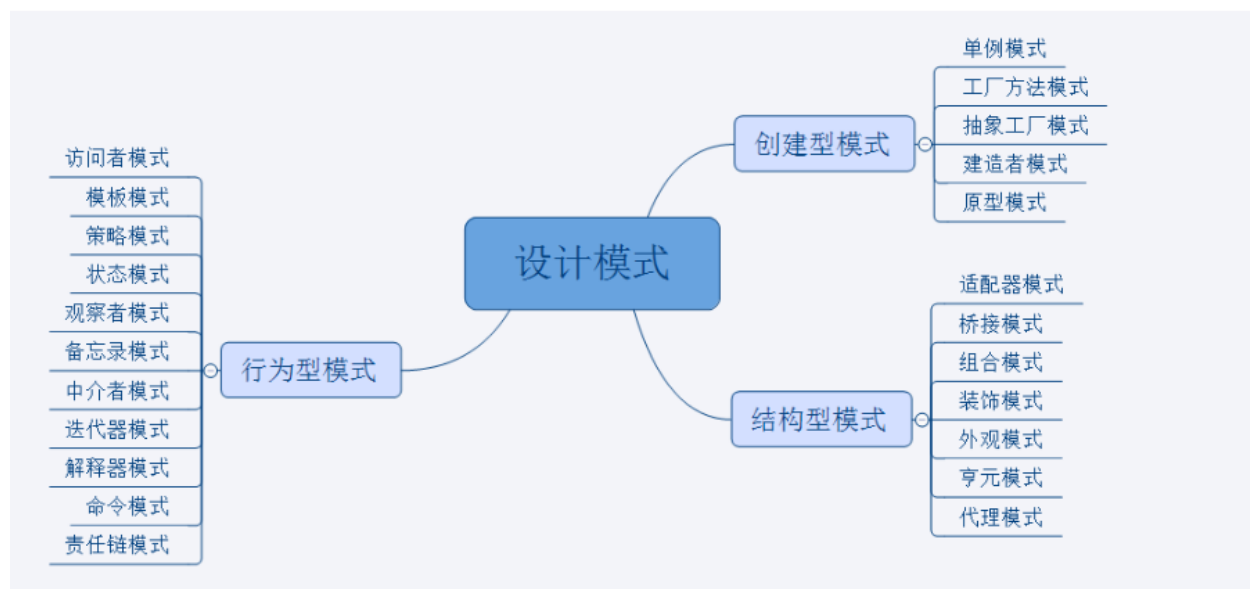 设计模式
创建型模式
单例模式
工厂方法模式
抽象工厂模式
建造者模式
原型模式
结构型模式
适配器模式
桥接模式
组合模式
装饰模式
外观模式
亨元模式
代理模式
行为型模式
访问者模式
模板模式
策略模式
状态模式
观察者模式
备忘录模式
中介者模式
迭代器模式
解释器模式
命令模式
责任链模式